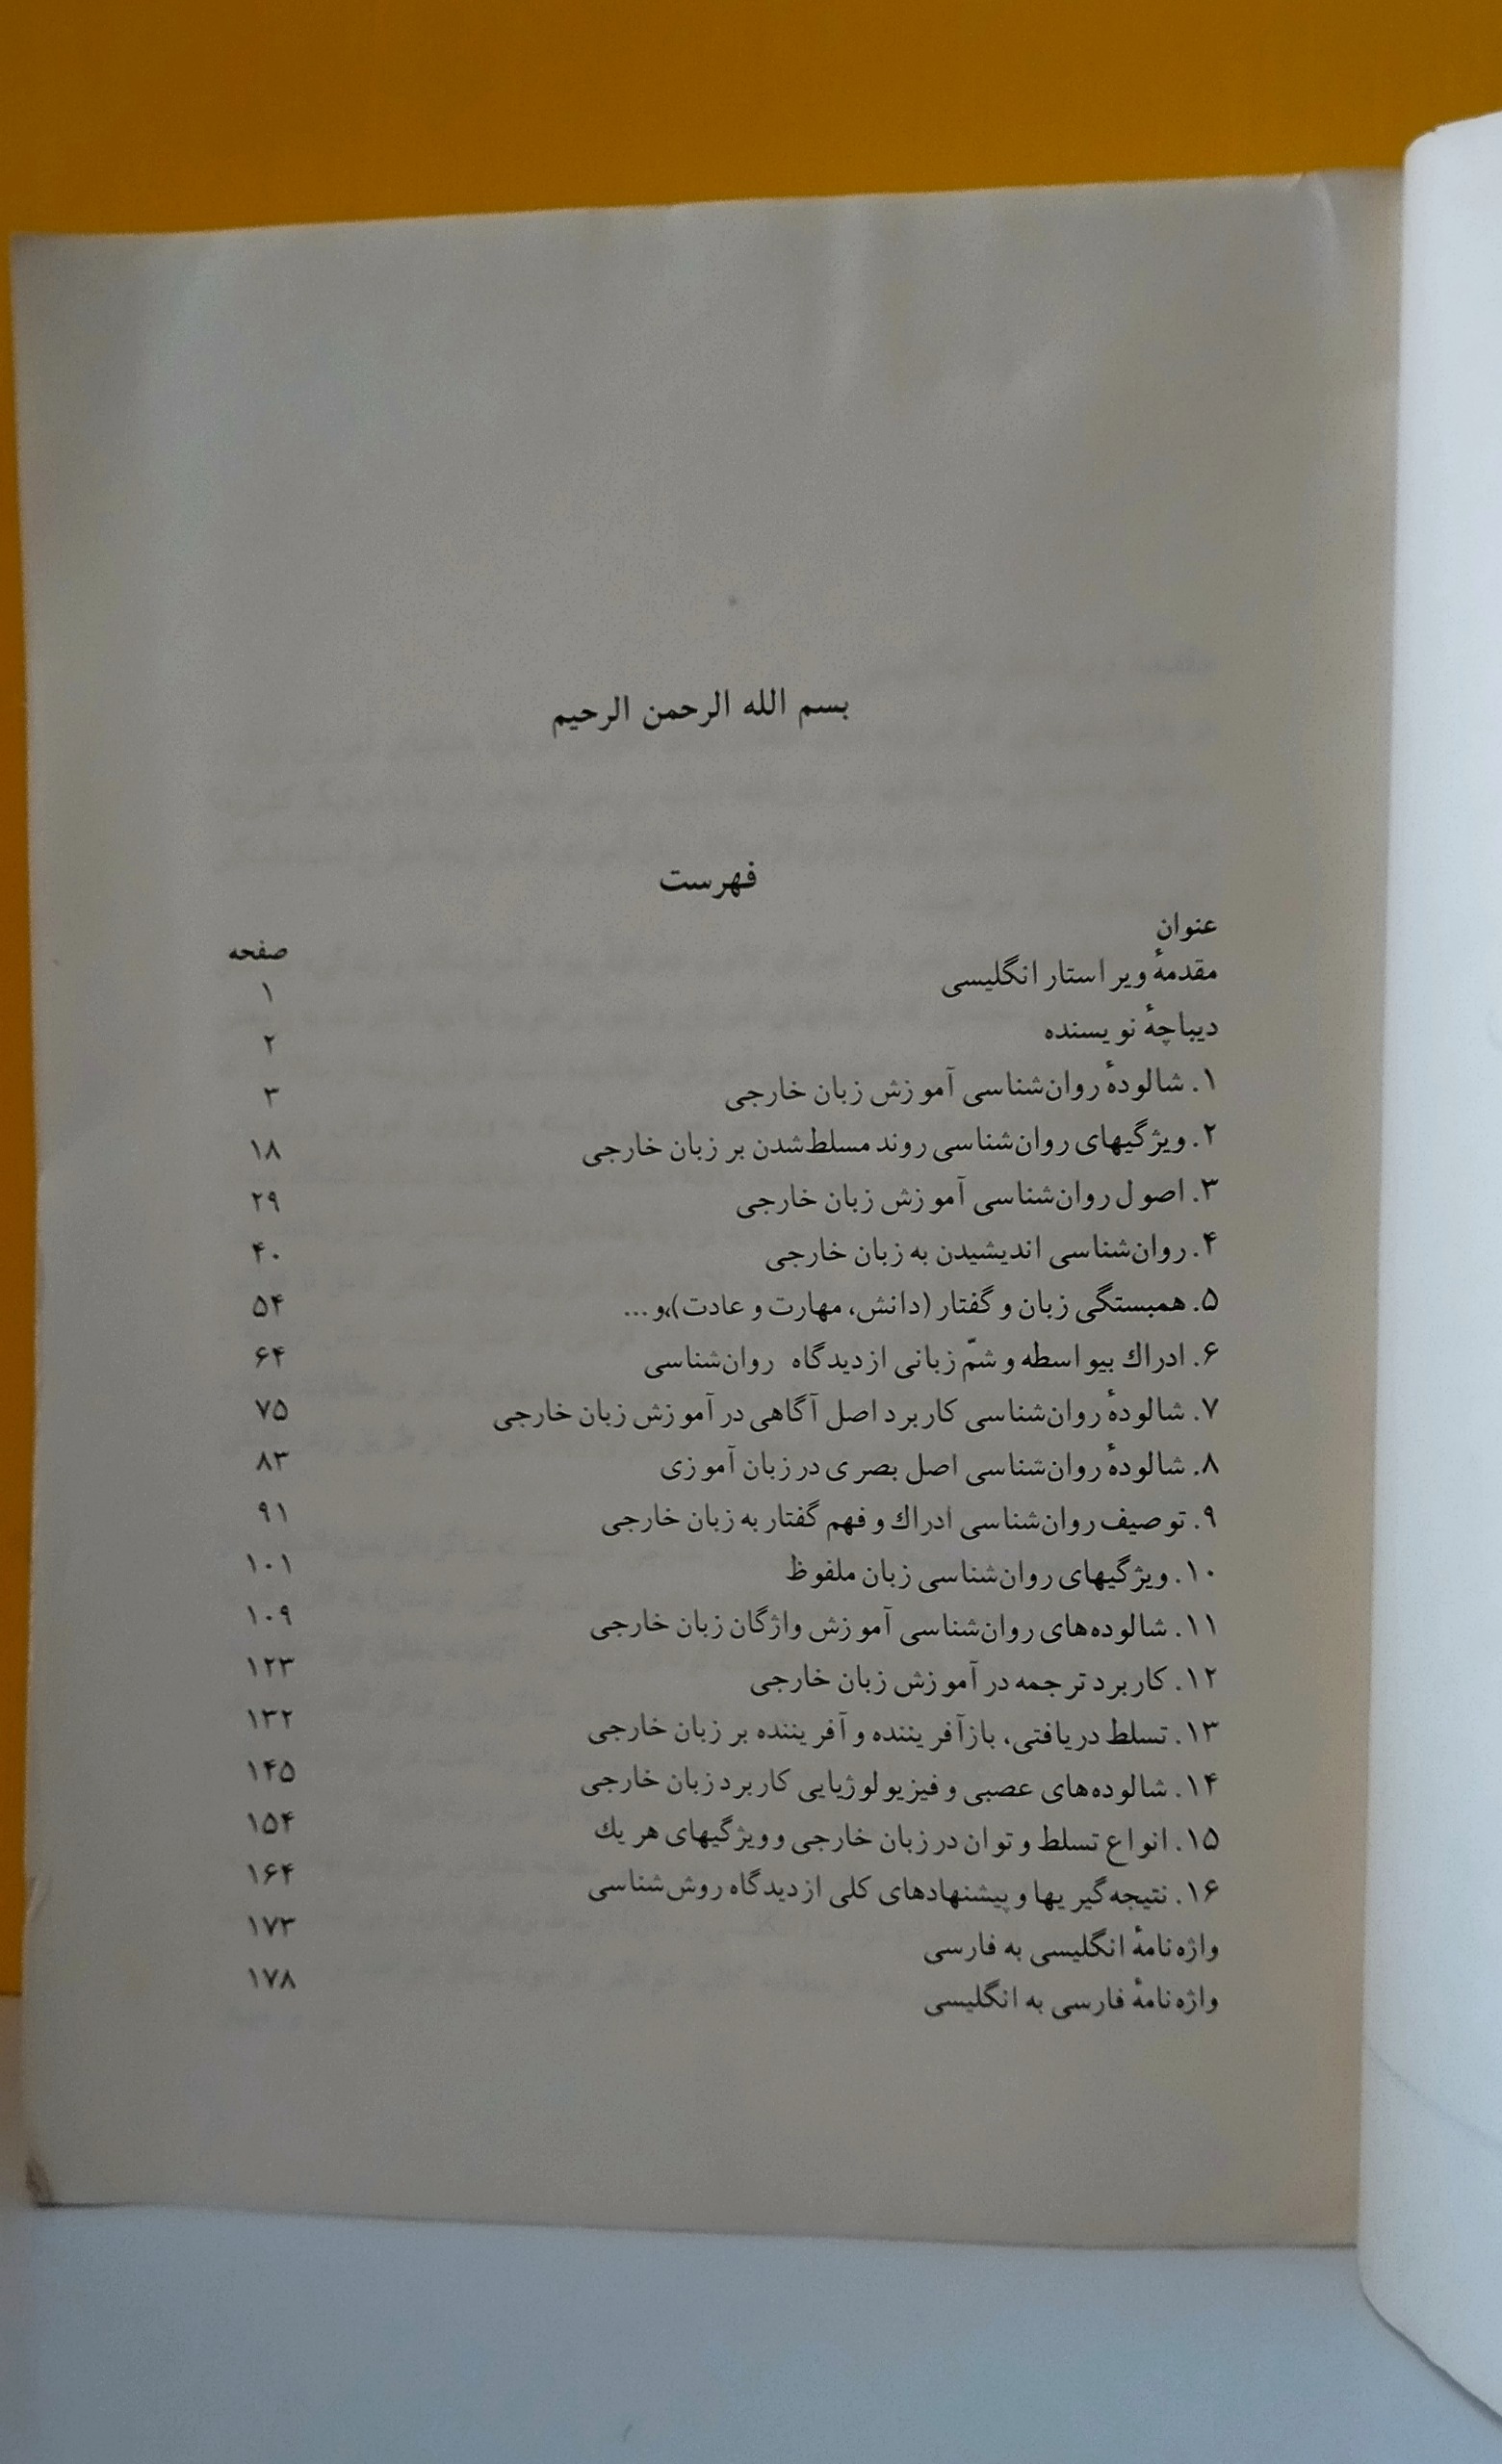 بسم الله الرحمن الرحیم
فهرست
عنوان صفحه
مقدمهٔ ویراستار انگلیسی ۱
دیباچهٔ نویسنده ۲
۱. شالودهٔ روان‌شناسی آموزش زبان خارجی ۳
۲. ویژگیهای روان‌شناسی روند مسلط‌شدن بر زبان خارجی ۱۸
۳. اصول روان‌شناسی آموزش زبان خارجی ۲۹
۴. روان‌شناسی اندیشیدن به زبان خارجی ۴۰
۵. همبستگی زبان و گفتار (دانش، مهارت و عادت)،و... ۵۴
۶. ادراك بیواسطه و شمّ زبانی از دیدگاه روان‌شناسی ۶۴
۷. شالودهٔ روان‌شناسی کاربرد اصل آگاهی در آموزش زبان خارجی ۷۵
۸. شالودهٔ روان‌شناسی اصل بصری در زبان آموزی ۸۳
۹. توصیف روان‌شناسی ادراك و فهم گفتار به زبان خارجی ۹۱
۱۰. ویژگیهای روان‌شناسی زبان ملفوظ ۱۰۱
۱۱. شالوده‌های روان‌شناسی آموزش واژگان زبان خارجی ۱۰۹
۱۲. کاربرد ترجمه در آموزش زبان خارجی ۱۲۳
۱۳. تسلط دریافتی، بازآفریننده و آفریننده بر زبان خارجی ۱۳۲
۱۴. شالوده‌های عصبی و فیزیولوژیایی کاربرد زبان خارجی ۱۴۵
۱۵. انواع تسلط و توان در زبان خارجی و ویژگیهای هر یك ۱۵۴
۱۶. نتیجه‌گیریها و پیشنهادهای کلی از دیدگاه روش‌شناسی ۱۶۴
واژه‌نامهٔ انگلیسی به فارسی ۱۷۳
واژه‌نامهٔ فارسی به انگلیسی ۱۷۸